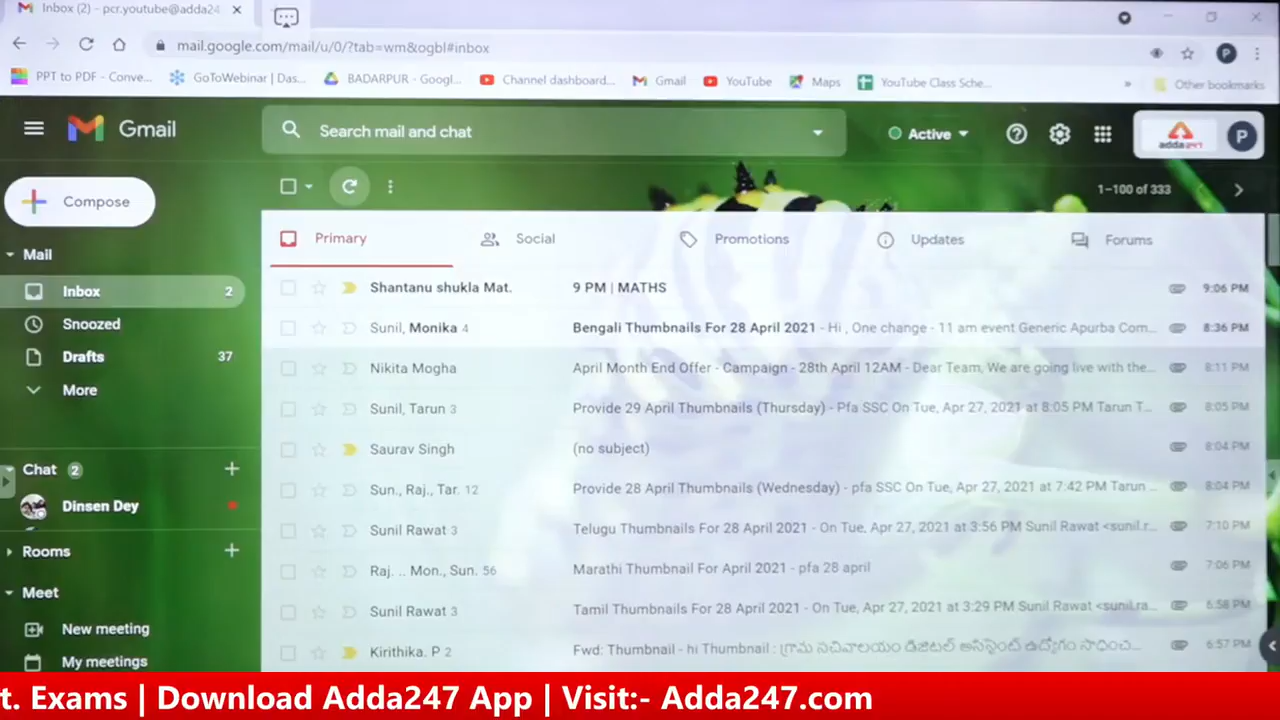 Inbox (2) - pcr.youtube@adda24
mail.google.com/mail/u/0/?tab=wm&ogbl#inbox
P
PPT to PDF - Conve...
GoToWebinar | Das...
BADARPUR - Googl...
Channel dashboard...
Gmail
YouTube
Maps
YouTube Class Sche...
»
Other bookmarks
Gmail
Search mail and chat
Active
adda247
P
Compose
1–100 of 333
Mail
Primary
Social
Promotions
Updates
Forums
Inbox 2
Snoozed
Drafts 37
More
Chat 2
Dinsen Dey
Rooms
Meet
New meeting
My meetings
Shantanu shukla Mat. 9 PM | MATHS 9:06 PM
Sunil, Monika 4 Bengali Thumbnails For 28 April 2021 - Hi , One change - 11 am event Generic Apurba Com... 8:36 PM
Nikita Mogha April Month End Offer - Campaign - 28th April 12AM - Dear Team, We are going live with the... 8:11 PM
Sunil, Tarun 3 Provide 29 April Thumbnails (Thursday) - Pfa SSC On Tue, Apr 27, 2021 at 8:05 PM Tarun T... 8:05 PM
Saurav Singh (no subject) 8:04 PM
Sun., Raj., Tar. 12 Provide 28 April Thumbnails (Wednesday) - pfa SSC On Tue, Apr 27, 2021 at 7:42 PM Tarun ... 8:04 PM
Sunil Rawat 3 Telugu Thumbnails For 28 April 2021 - On Tue, Apr 27, 2021 at 3:56 PM Sunil Rawat <sunil.r... 7:10 PM
Raj. .. Mon., Sun. 56 Marathi Thumbnail For April 2021 - pfa 28 april 7:06 PM
Sunil Rawat 3 Tamil Thumbnails For 28 April 2021 - On Tue, Apr 27, 2021 at 3:29 PM Sunil Rawat <sunil.ra... 6:58 PM
Kirithika. P 2 Fwd: Thumbnail - hi Thumbnail : గ్రామ సచివాలయం డిజిటల్ అసిస్టెంట్ ఉద్యోగం సాధించ... 6:57 PM
t. Exams | Download Adda247 App | Visit:- Adda247.com